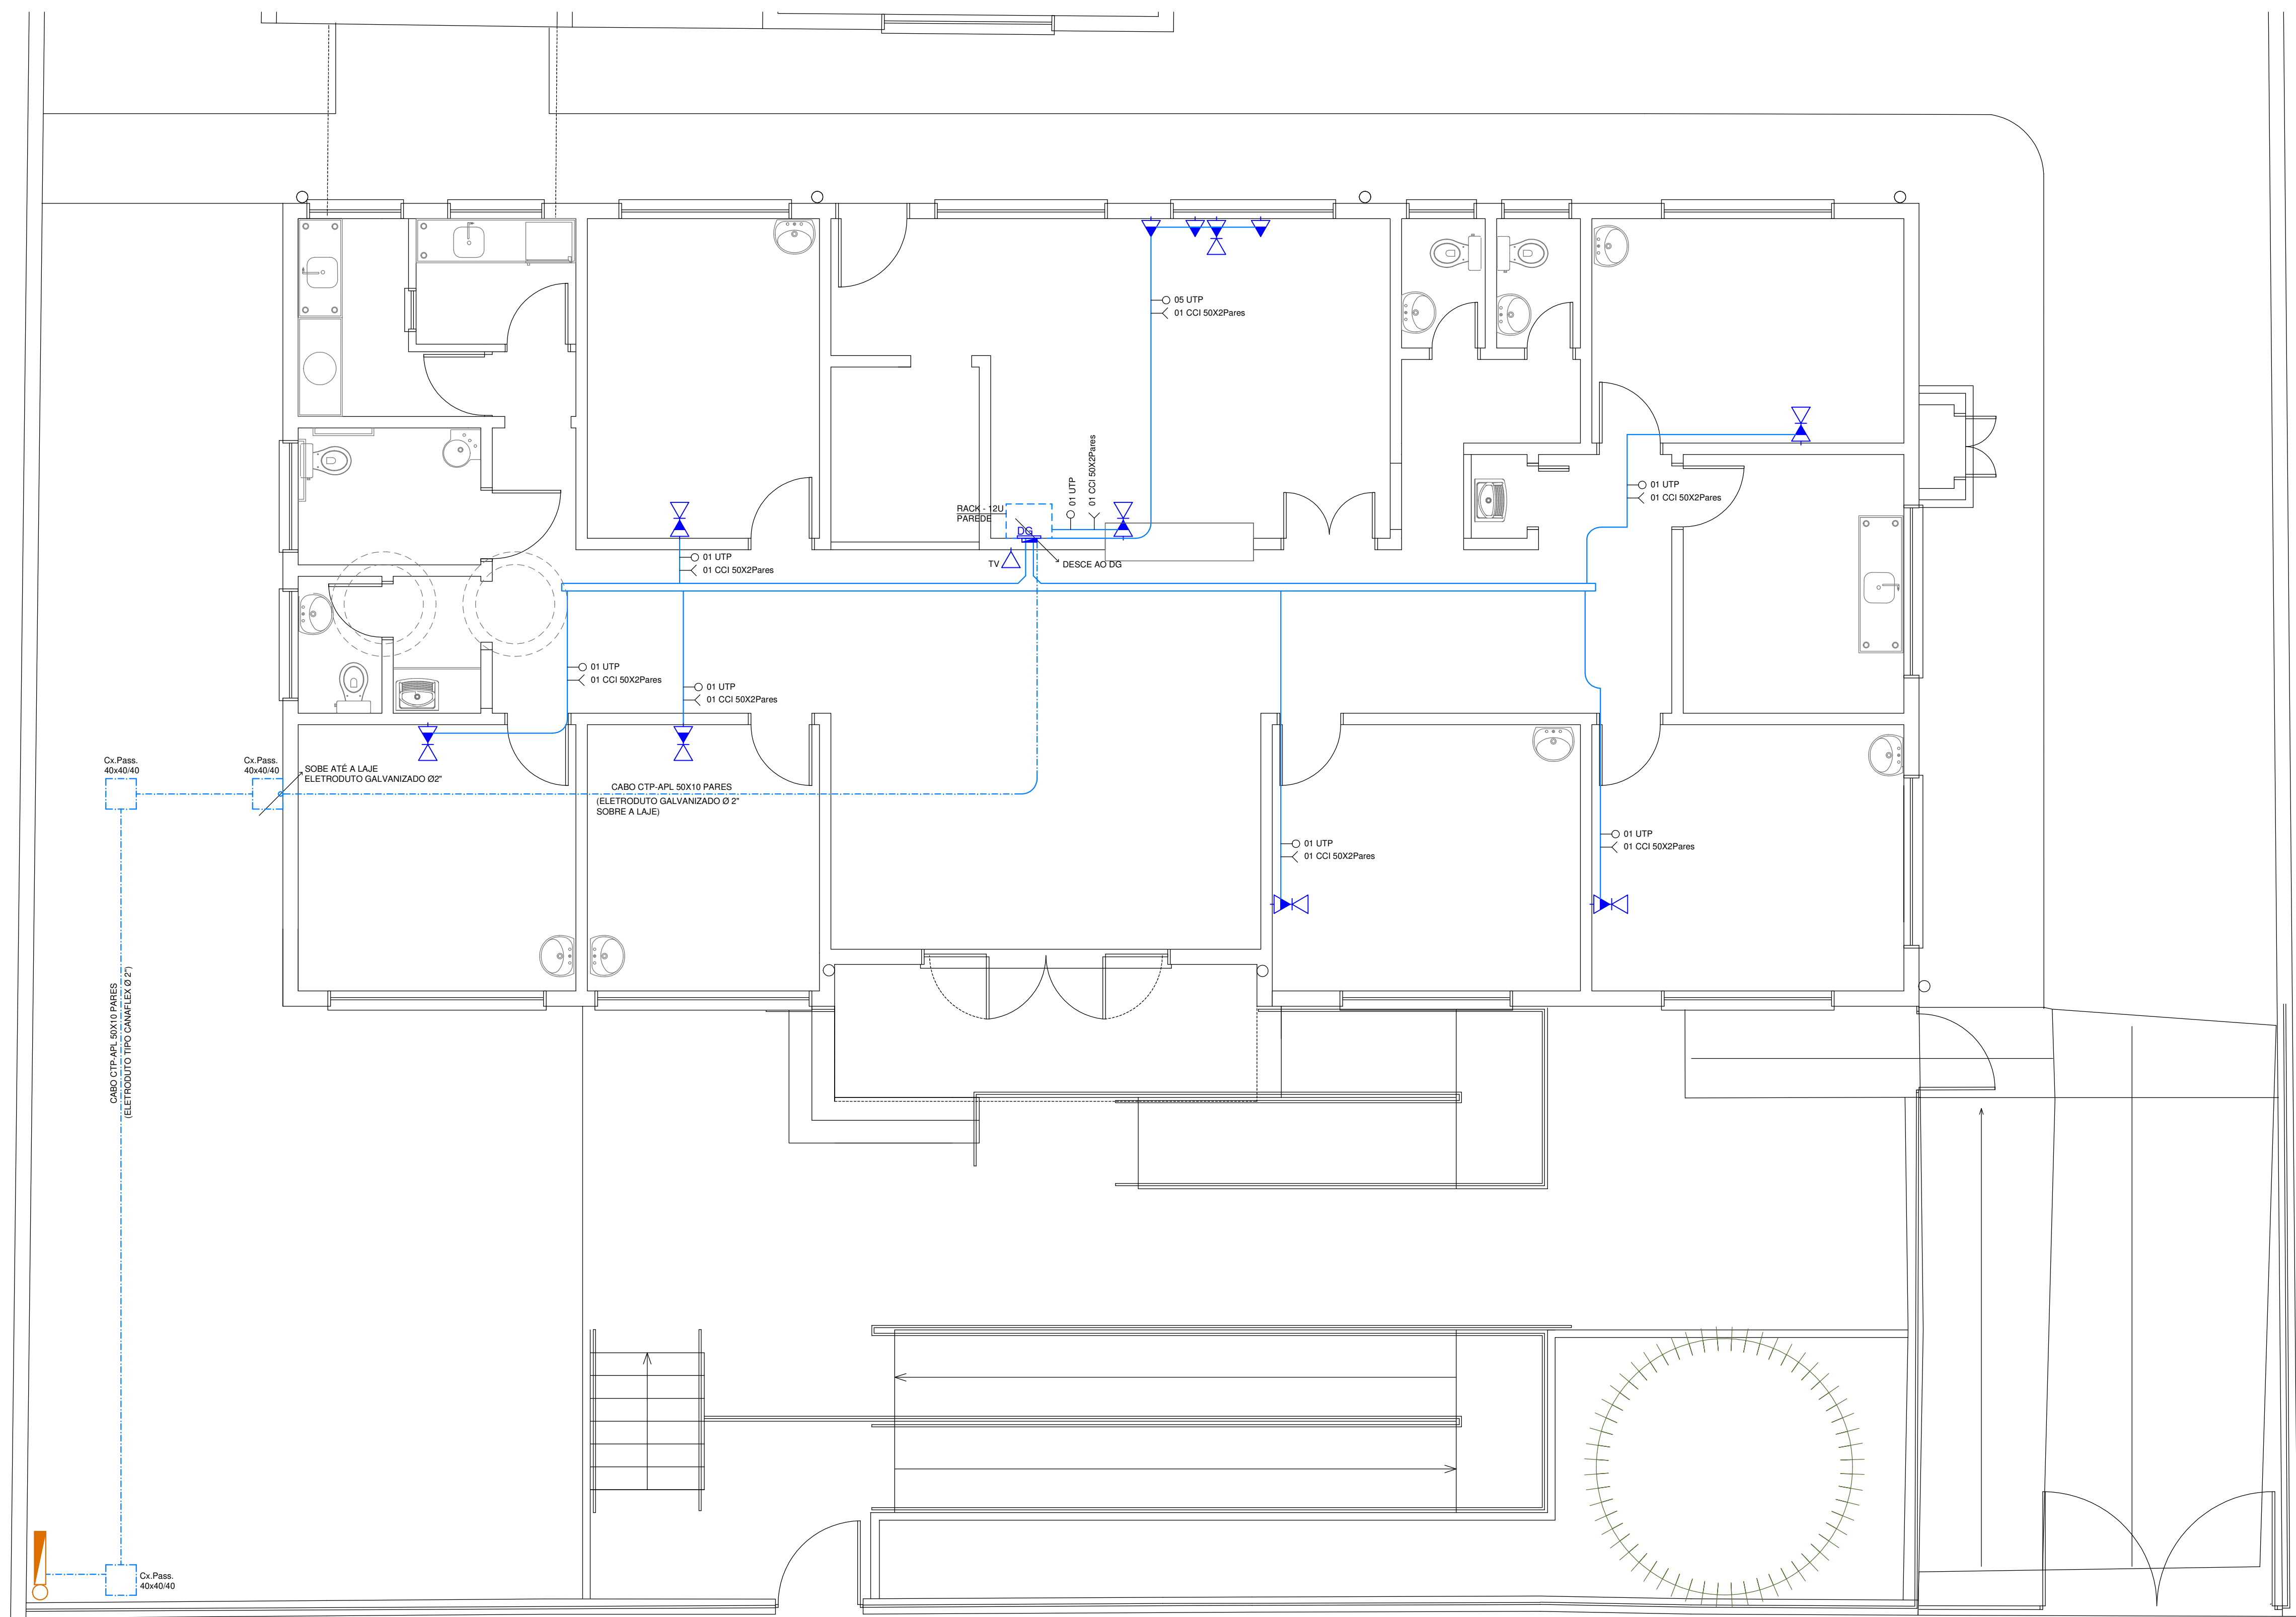 05 UTP
01 CCI 50X2Pares
01 UTP
01 CCI 50X2Pares
01 UTP
01 CCI 50X2Pares
RACK - 12U
PAREDE
DG
TV
DESCE AO DG
01 UTP
01 CCI 50X2Pares
01 UTP
01 CCI 50X2Pares
01 UTP
01 CCI 50X2Pares
Cx.Pass.
40x40/40
Cx.Pass.
40x40/40
SOBE ATÉ A LAJE
ELETRODUTO GALVANIZADO Ø2"
CABO CTP-APL 50X10 PARES
(ELETRODUTO GALVANIZADO Ø 2"
SOBRE A LAJE)
01 UTP
01 CCI 50X2Pares
01 UTP
01 CCI 50X2Pares
CABO CTP-APL 50X10 PARES
(ELETRODUTO TIPO CANAFLEX Ø 2")
Cx.Pass.
40x40/40